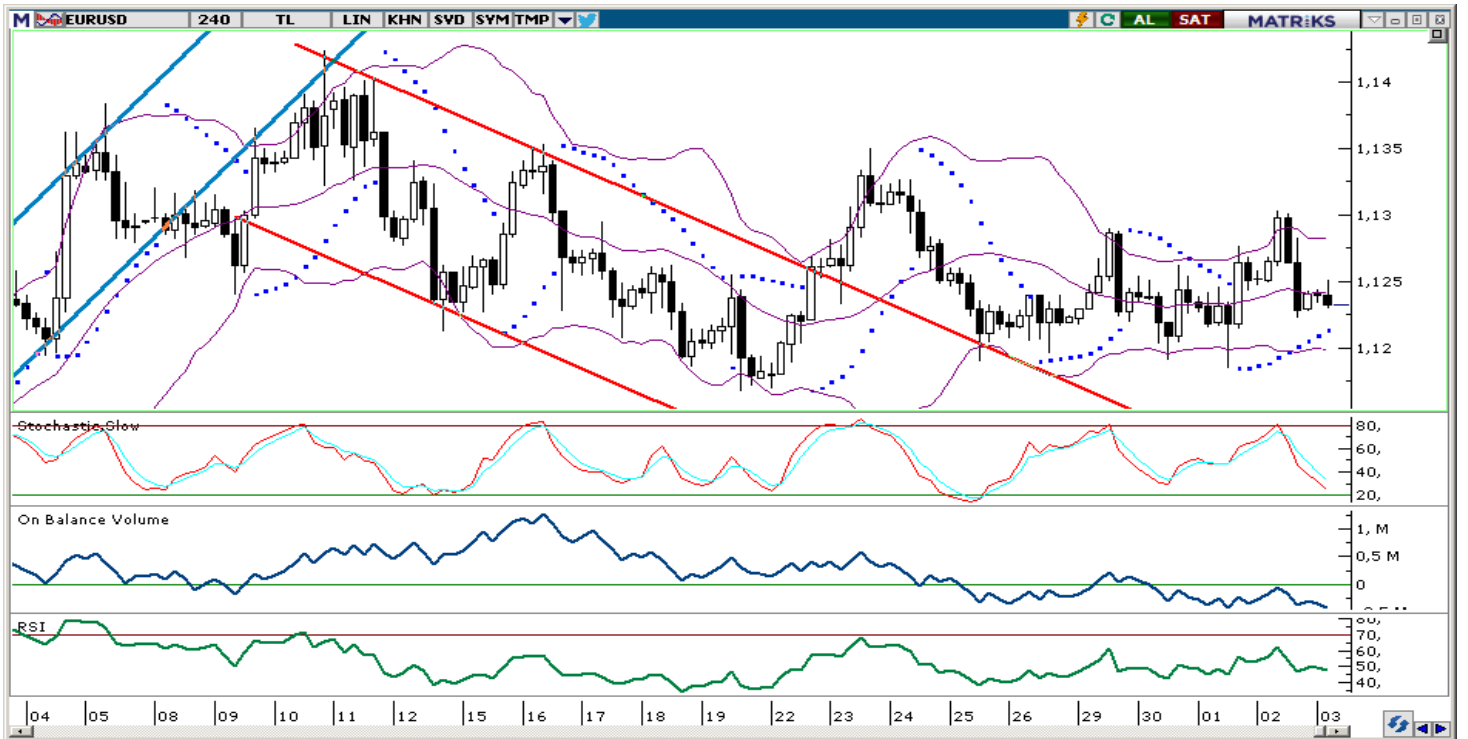 M EURUSD 240 TL LIN KHN SVD SYM TMP AL SAT MATRiKS
1,14
1,135
1,13
1,125
1,12
Stochastic Slow
80,
60,
40,
20,
On Balance Volume
1, M
0,5 M
0
RSI
80,
70,
60,
50,
40,
04 05 08 09 10 11 12 15 16 17 18 19 22 23 24 25 26 29 30 01 02 03